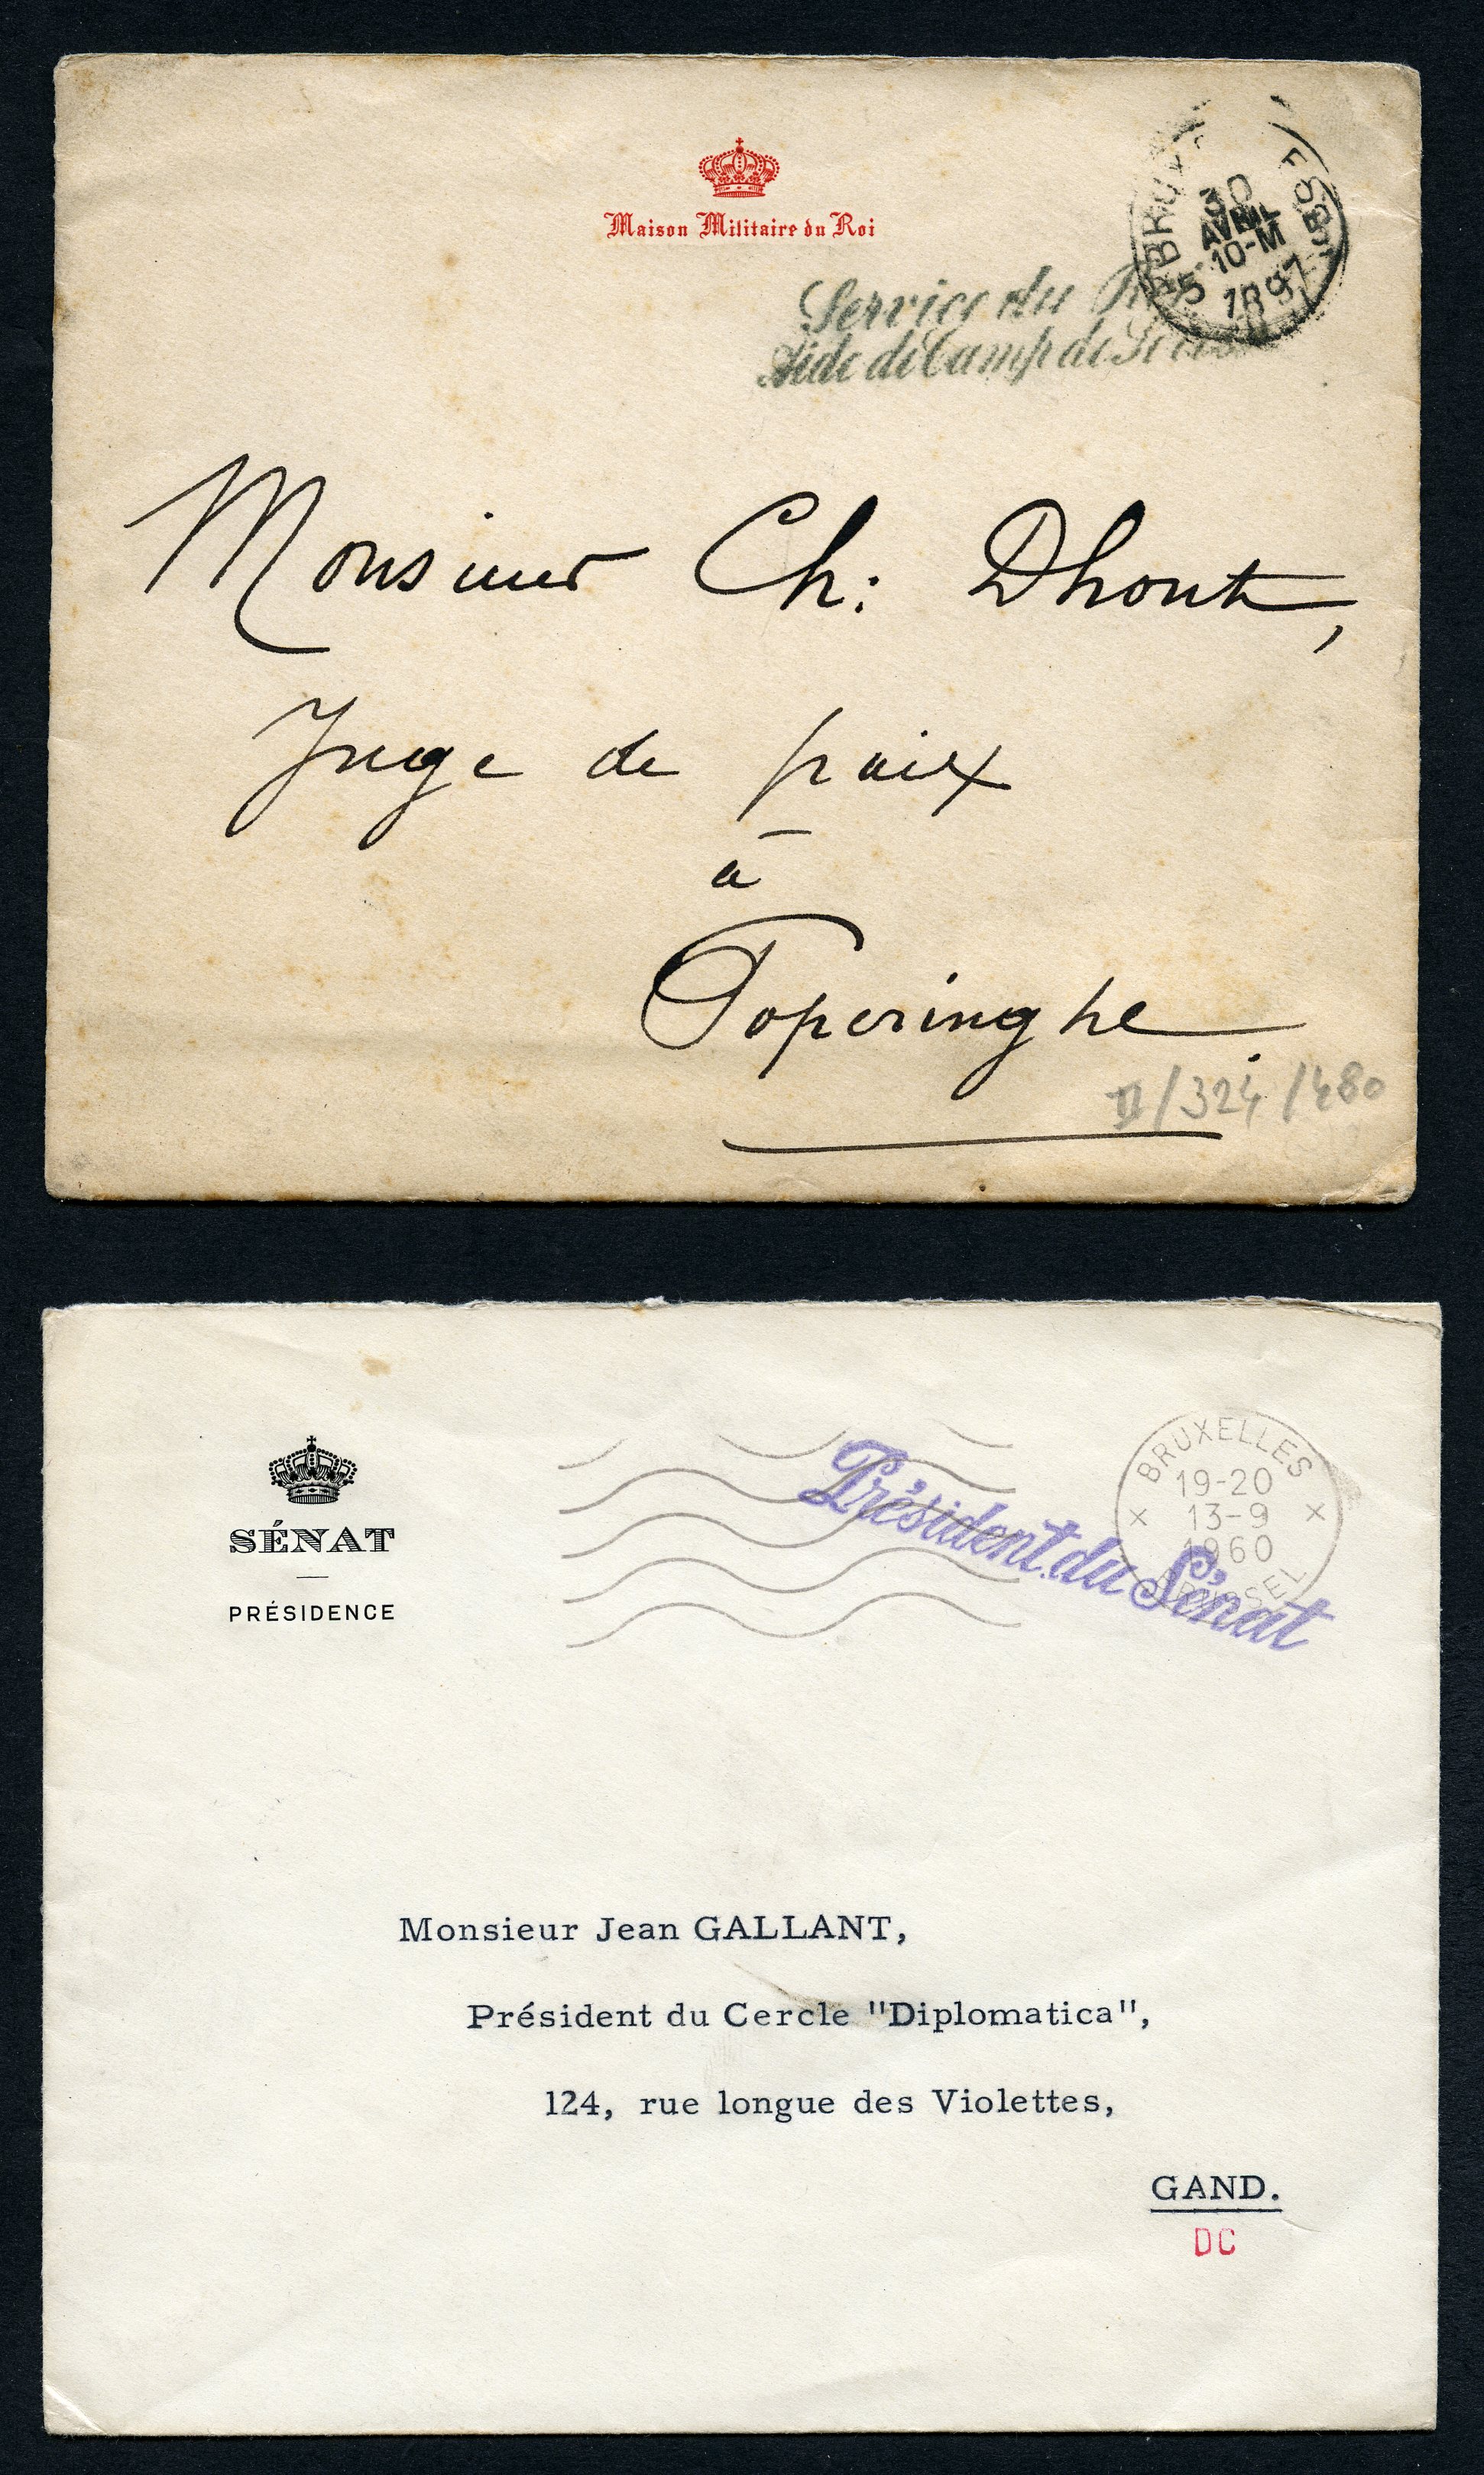 Maison Militaire du Roi
30
AVRIL
10-M
5 1897
Service du
Aide de Camp de
Monsieur Ch: Dhont,
Juge de paix
à
Poperinghe
II/324/480
SÉNAT
PRÉSIDENCE
Président du Sénat
BRUXELLES
19-20
13-9
1960
BRUSSEL
Monsieur Jean GALLANT,
Président du Cercle "Diplomatica",
124, rue longue des Violettes,
GAND.
DC